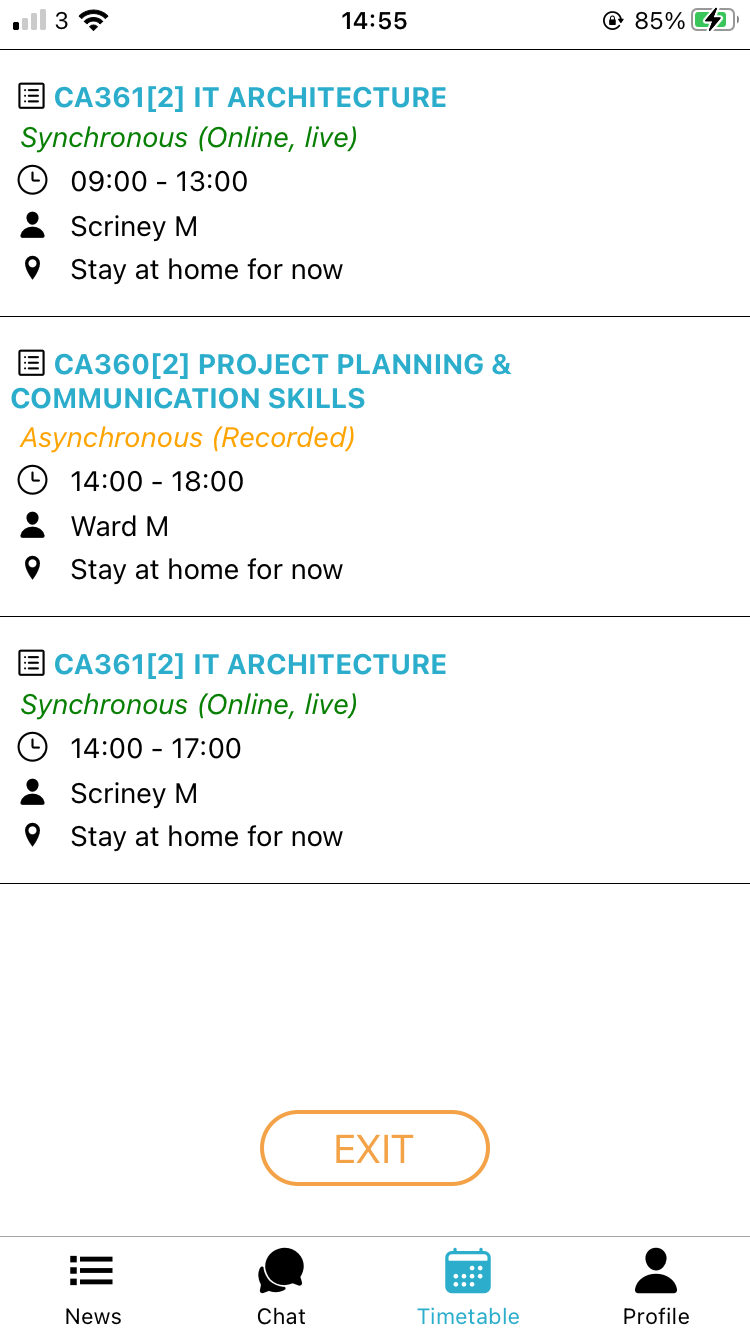 3 14:55 85%
CA361[2] IT ARCHITECTURE
Synchronous (Online, live)
09:00 - 13:00
Scriney M
Stay at home for now
CA360[2] PROJECT PLANNING &
COMMUNICATION SKILLS
Asynchronous (Recorded)
14:00 - 18:00
Ward M
Stay at home for now
CA361[2] IT ARCHITECTURE
Synchronous (Online, live)
14:00 - 17:00
Scriney M
Stay at home for now
EXIT
News Chat Timetable Profile